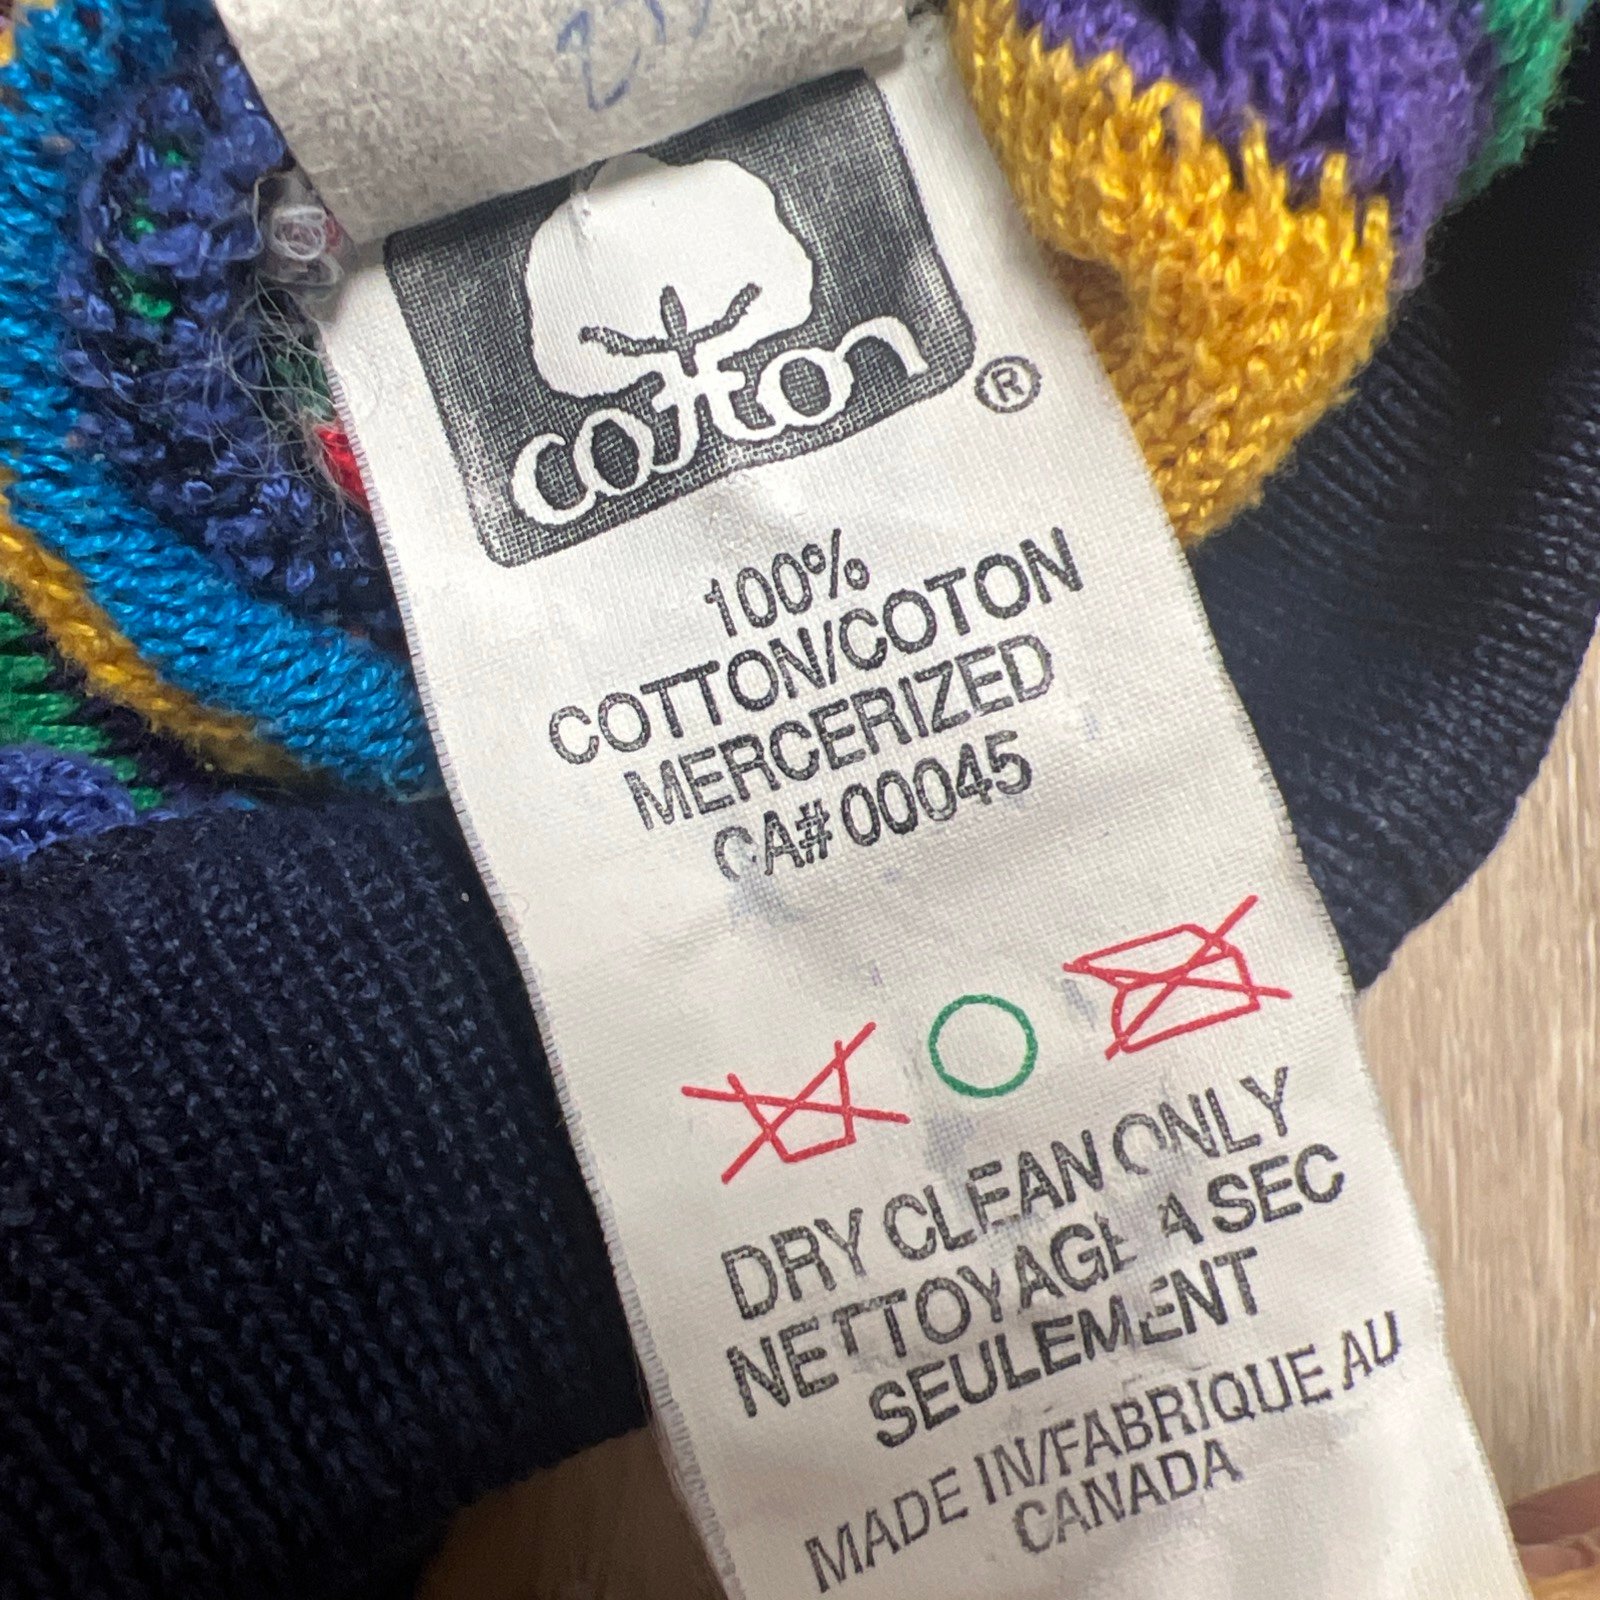 cotton
®
100%
COTTON/COTON
MERCERIZED
CA# 00045
DRY CLEAN ONLY
NETTOYAGE A SEC
SEULEMENT
MADE IN/FABRIQUE AU
CANADA